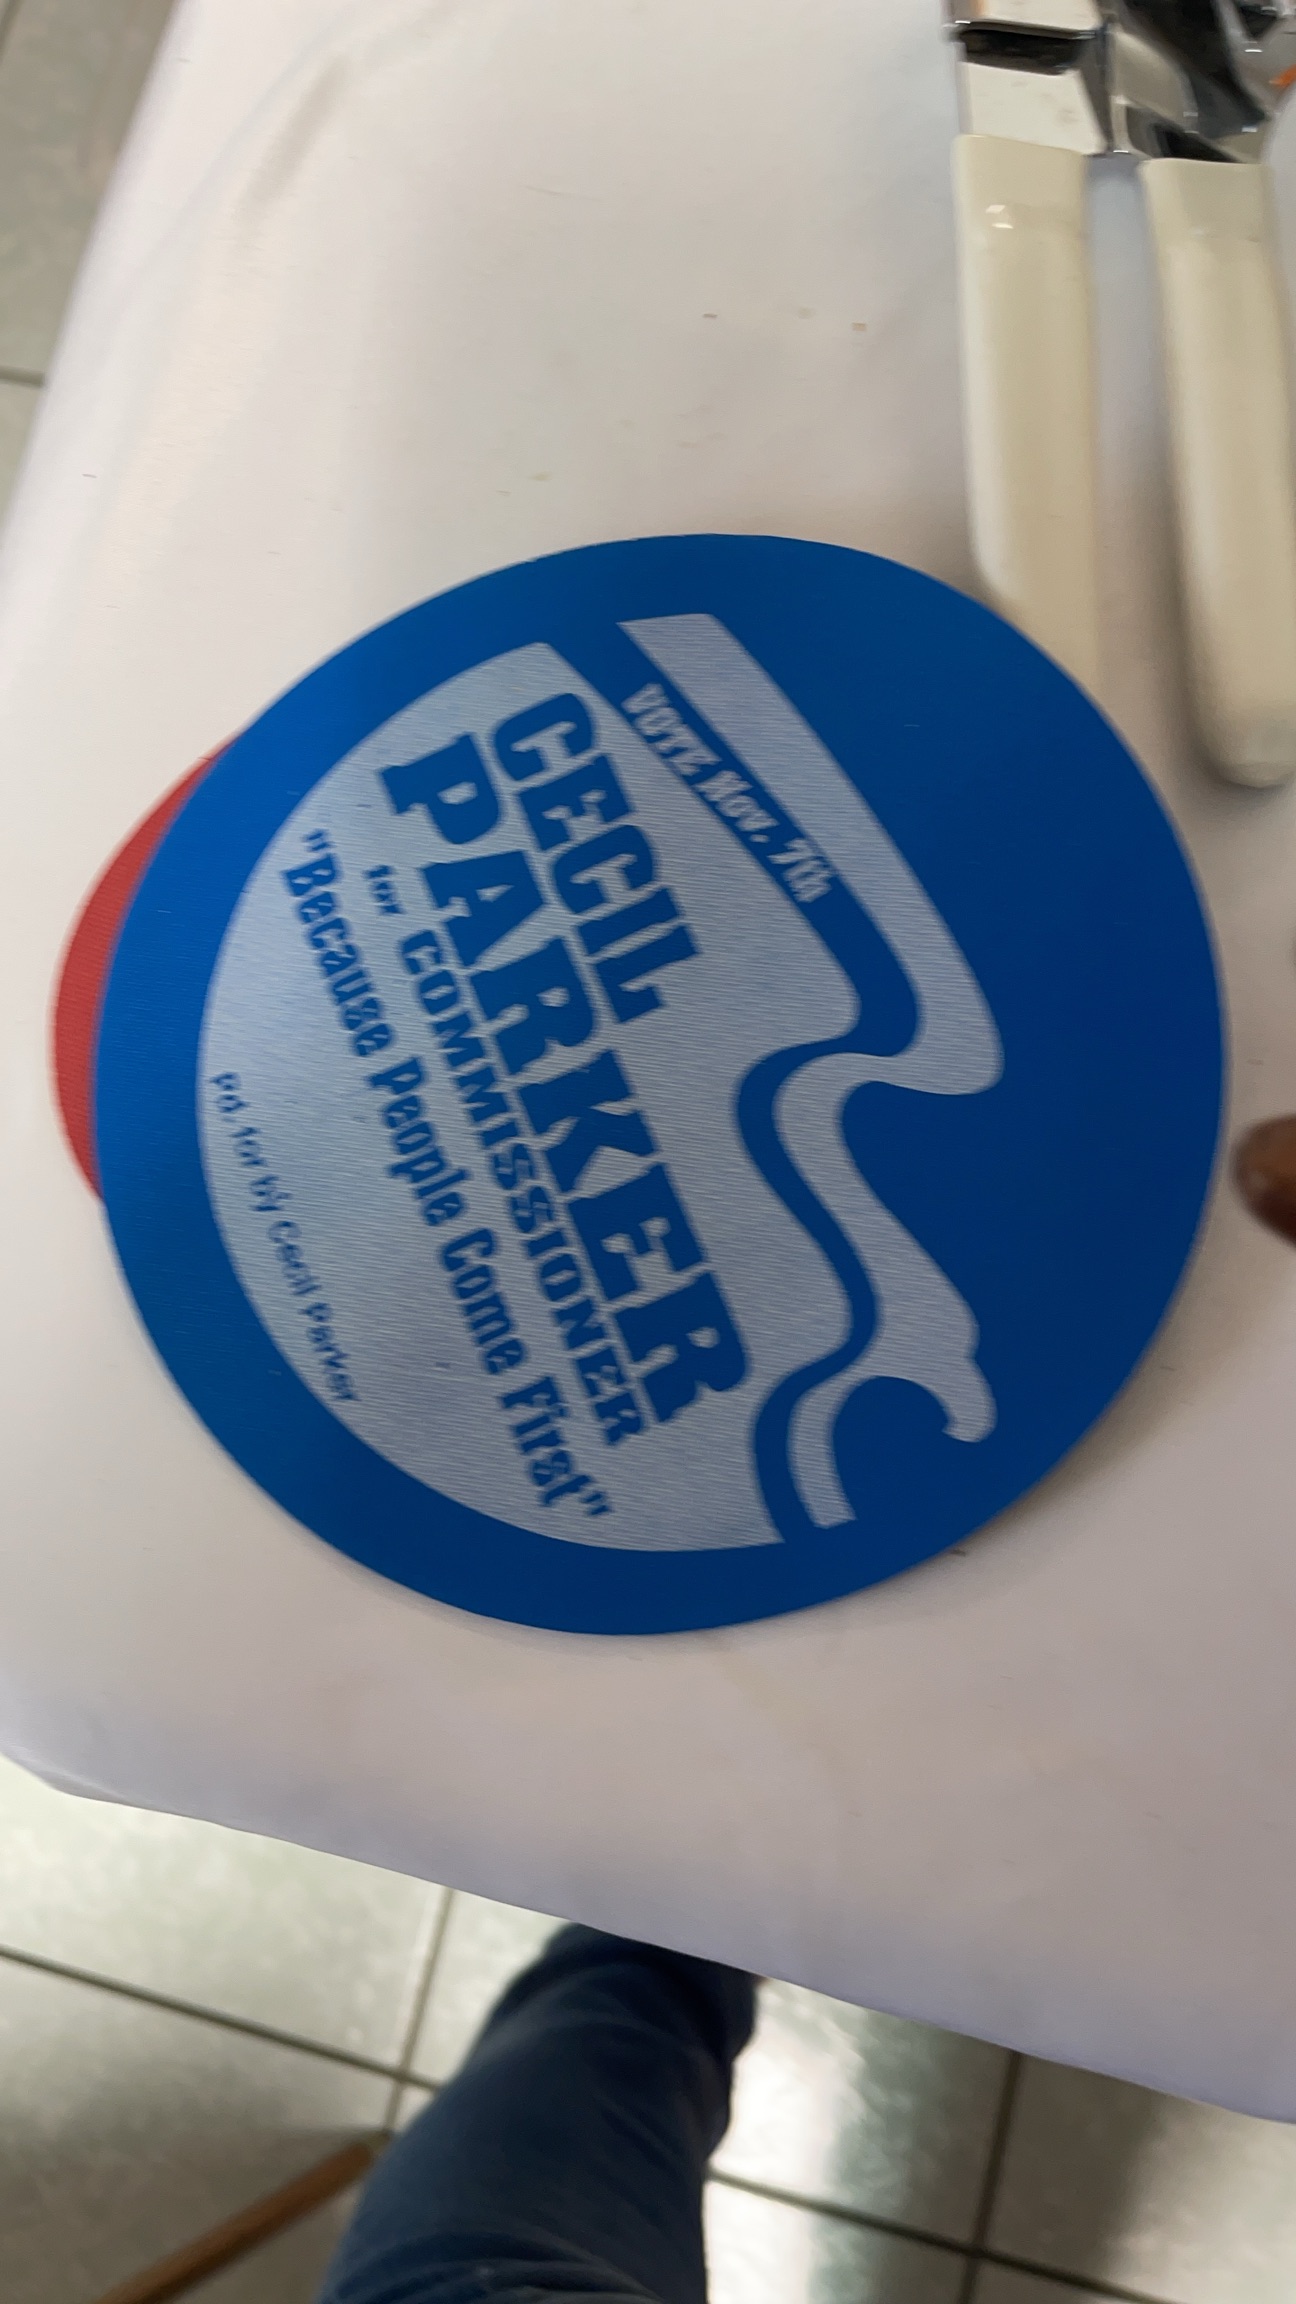 VOTE Nov. 7th
CECIL
PARKER
for COMMISSIONER
"Because People Come First"
Pd. for by Cecil Parker